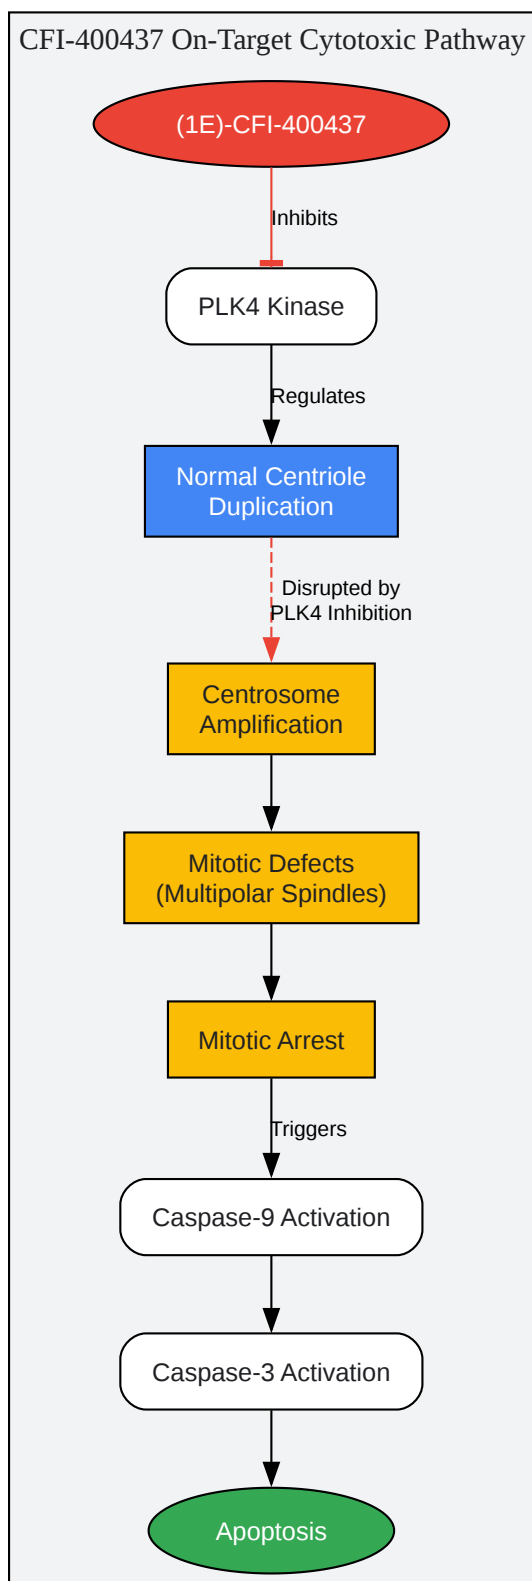 CFI-400437 On-Target Cytotoxic Pathway
(1E)-CFI-400437
Inhibits
PLK4 Kinase
Regulates
Normal Centriole
Duplication
Disrupted by
PLK4 Inhibition
Centrosome
Amplification
Mitotic Defects
(Multipolar Spindles)
Mitotic Arrest
Triggers
Caspase-9 Activation
Caspase-3 Activation
Apoptosis